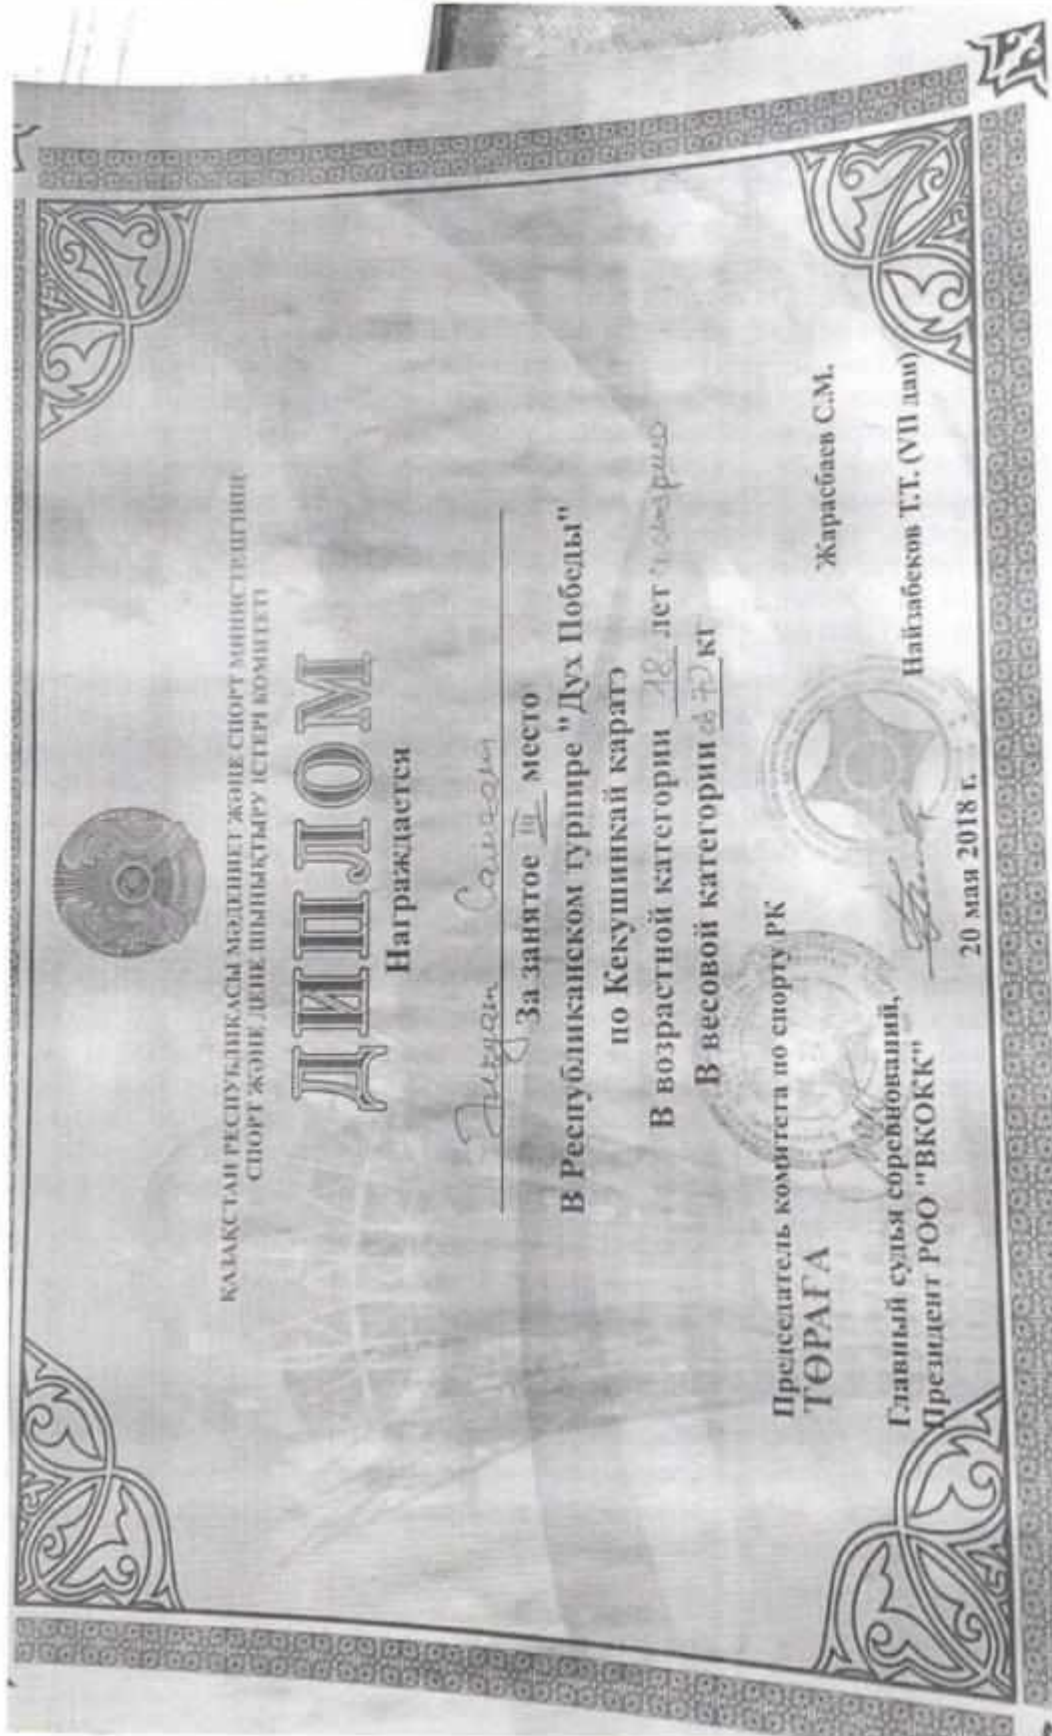 ҚАЗАҚСТАН РЕСПУБЛИКАСЫ МӘДЕНИЕТ ЖӘНЕ СПОРТ МИНИСТРЛІГІНІҢ
СПОРТ ЖӘНЕ ДЕНЕ ШЫНЫҚТЫРУ ІСТЕРІ КОМИТЕТІ
ДИПЛОМ
Награждается
За занятое III место
В Республиканском турнире "Дух Победы"
по Кекушинкай каратэ
В возрастной категории 18 лет
В весовой категории кг
Председатель комитета по спорту РК
ТӨРАҒА
Жарасбаев С.М.
Главный судья соревнований,
Президент РОО "ВКОКК"
Найзабеков Т.Т. (VII дан)
20 мая 2018 г.